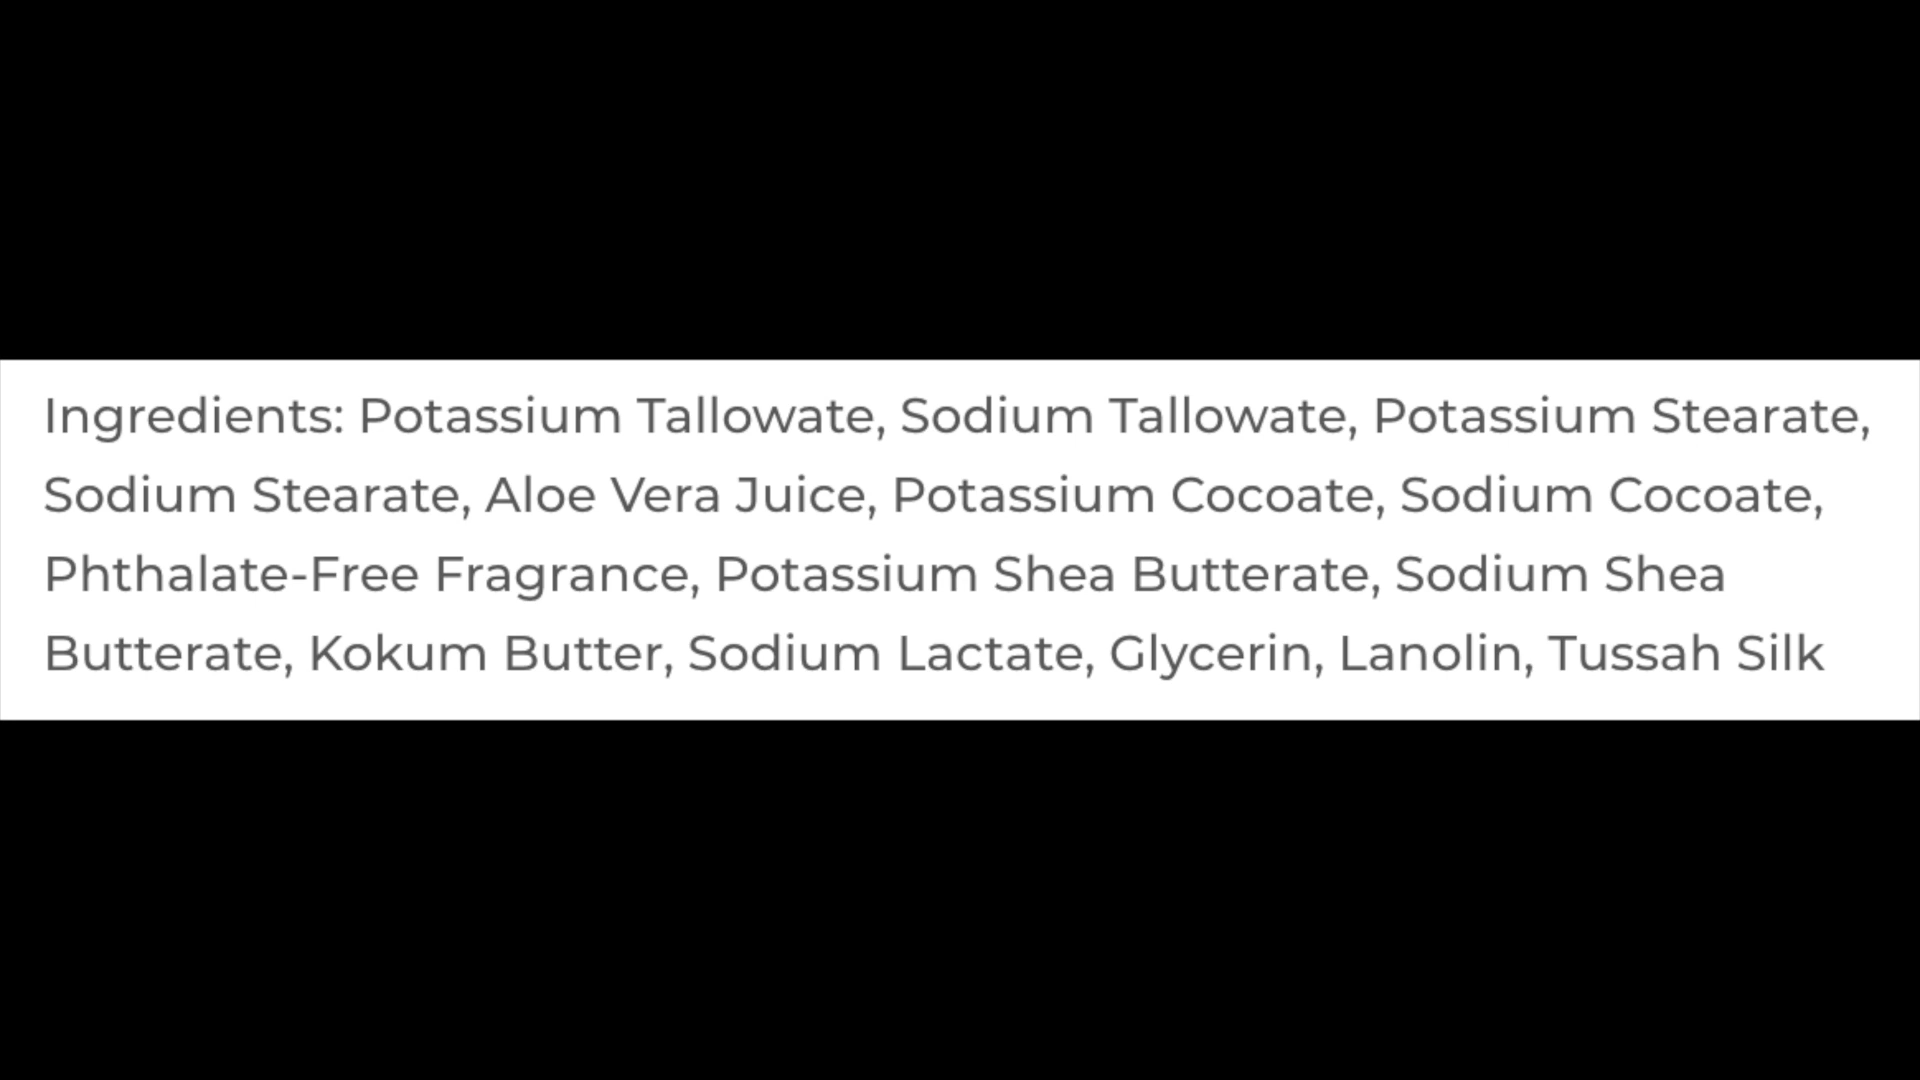 Ingredients: Potassium Tallowate, Sodium Tallowate, Potassium Stearate,
Sodium Stearate, Aloe Vera Juice, Potassium Cocoate, Sodium Cocoate,
Phthalate-Free Fragrance, Potassium Shea Butterate, Sodium Shea
Butterate, Kokum Butter, Sodium Lactate, Glycerin, Lanolin, Tussah Silk